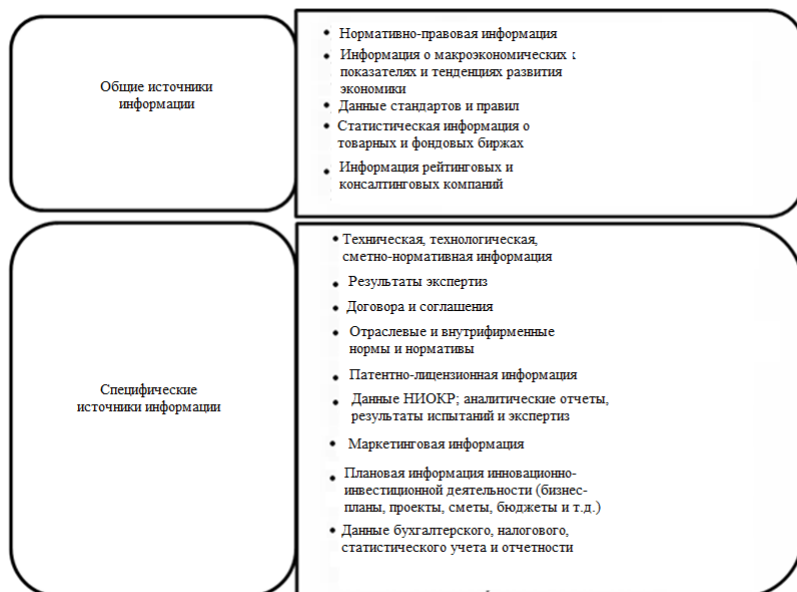 Общие источники
информации
• Нормативно-правовая информация
• Информация о макроэкономических
показателях и тенденциях развития
экономики
• Данные стандартов и правил
• Статистическая информация о
товарных и фондовых биржах
• Информация рейтинговых и
консалтинговых компаний
Специфические
источники информации
• Техническая, технологическая,
сметно-нормативная информация
• Результаты экспертиз
• Договора и соглашения
• Отраслевые и внутрифирменные
нормы и нормативы
• Патентно-лицензионная информация
• Данные НИОКР; аналитические отчеты,
результаты испытаний и экспертиз
• Маркетинговая информация
• Плановая информация инновационно-
инвестиционной деятельности (бизнес-
планы, проекты, сметы, бюджеты и т.д.)
• Данные бухгалтерского, налогового,
статистического учета и отчетности